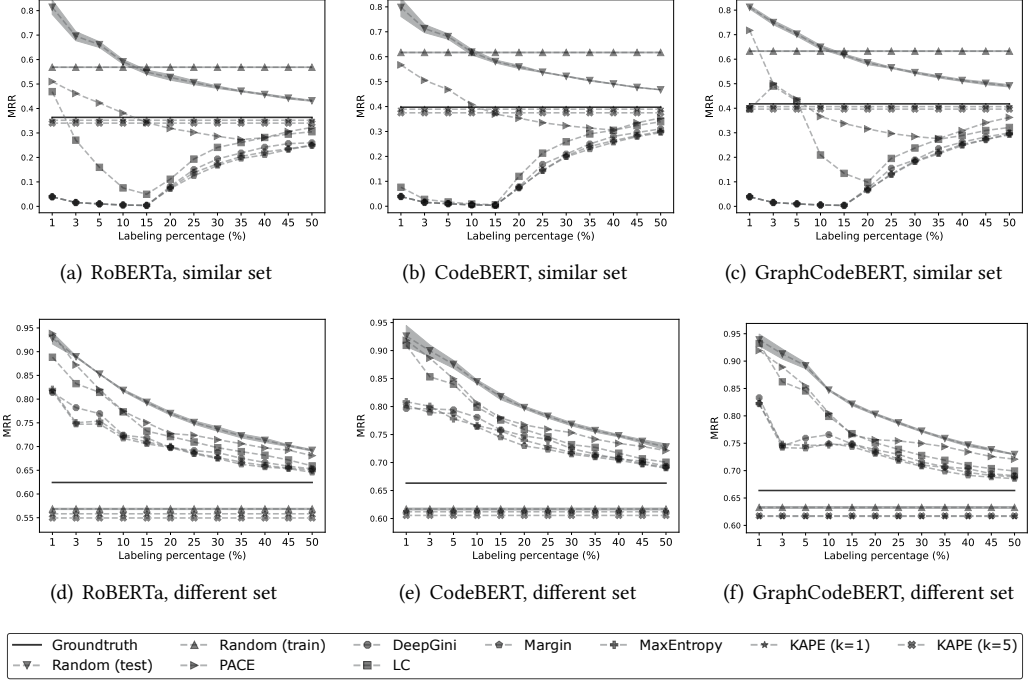 0.8
0.7
0.6
0.5
0.4
0.3
0.2
0.1
0.0
MRR
1 3 5 10 15 20 25 30 35 40 45 50
Labeling percentage (%)
(a) RoBERTa, similar set
0.8
0.7
0.6
0.5
0.4
0.3
0.2
0.1
0.0
MRR
1 3 5 10 15 20 25 30 35 40 45 50
Labeling percentage (%)
(b) CodeBERT, similar set
0.8
0.7
0.6
0.5
0.4
0.3
0.2
0.1
0.0
MRR
1 3 5 10 15 20 25 30 35 40 45 50
Labeling percentage (%)
(c) GraphCodeBERT, similar set
0.95
0.90
0.85
0.80
0.75
0.70
0.65
0.60
0.55
MRR
1 3 5 10 15 20 25 30 35 40 45 50
Labeling percentage (%)
(d) RoBERTa, different set
0.95
0.90
0.85
0.80
0.75
0.70
0.65
0.60
MRR
1 3 5 10 15 20 25 30 35 40 45 50
Labeling percentage (%)
(e) CodeBERT, different set
0.95
0.90
0.85
0.80
0.75
0.70
0.65
0.60
MRR
1 3 5 10 15 20 25 30 35 40 45 50
Labeling percentage (%)
(f) GraphCodeBERT, different set
Groundtruth Random (train) DeepGini Margin MaxEntropy KAPE (k=1) KAPE (k=5)
Random (test) PACE LC